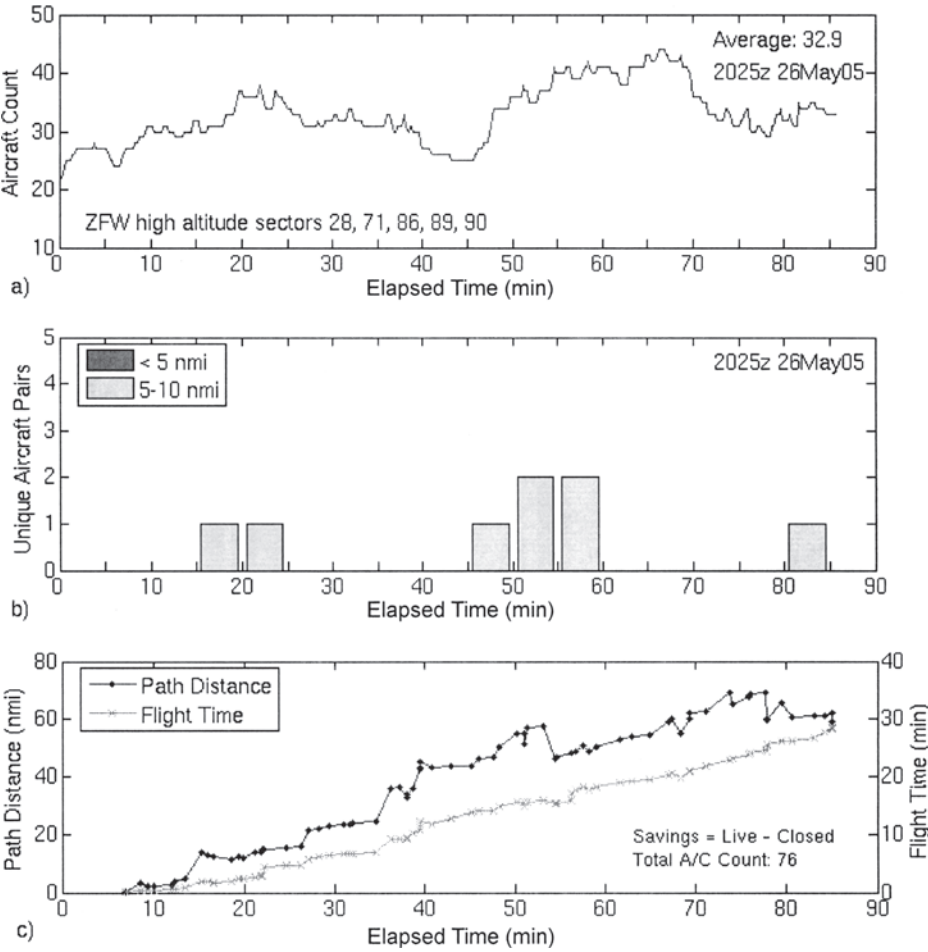 50
40
30
20
10
Aircraft Count
Average: 32.9
2025z 26May05
ZFW high altitude sectors 28, 71, 86, 89, 90
0 10 20 30 40 50 60 70 80 90
a) Elapsed Time (min)
5
4
3
2
1
0
Unique Aircraft Pairs
< 5 nmi
5-10 nmi
2025z 26May05
0 10 20 30 40 50 60 70 80 90
b) Elapsed Time (min)
80
60
40
20
0
Path Distance (nmi)
Path Distance
Flight Time
40
30
20
10
0
Flight Time (min)
Savings = Live - Closed
Total A/C Count: 76
0 10 20 30 40 50 60 70 80 90
c) Elapsed Time (min)